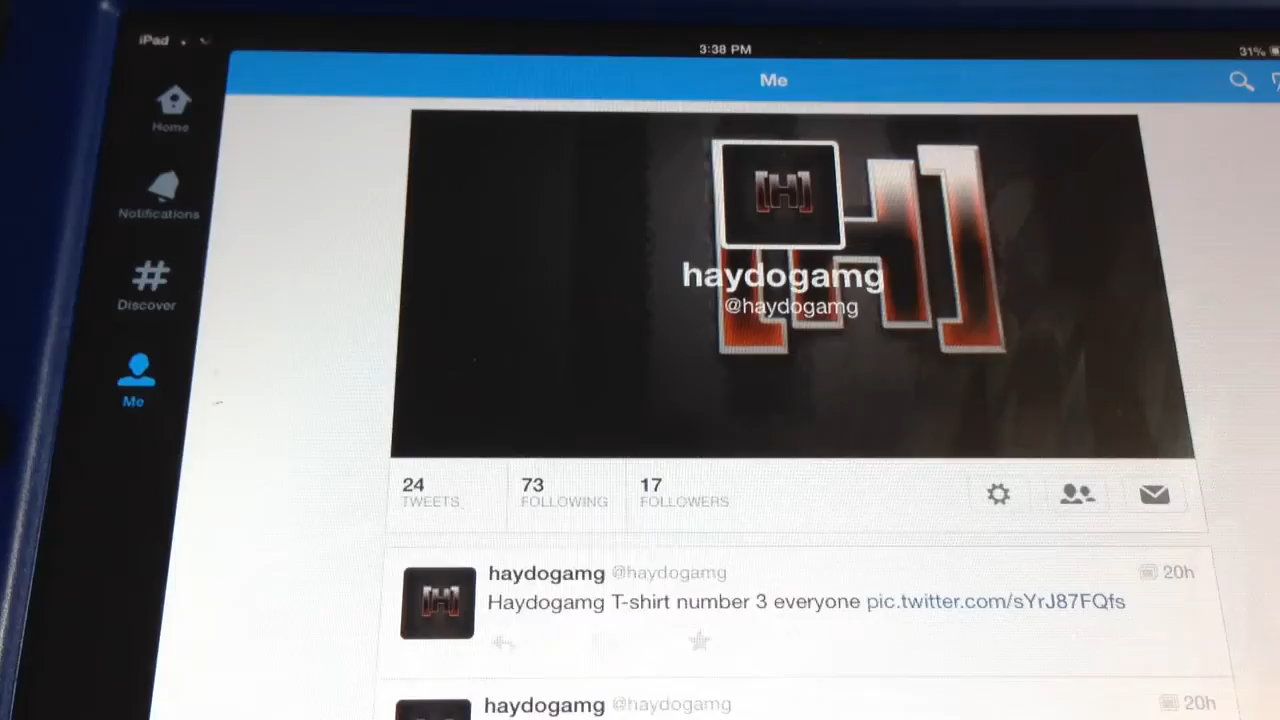 iPad
3:38 PM
31%
Me
Home
Notifications
Discover
Me
[H]
[H]
haydogamg
@haydogamg
24
TWEETS
73
FOLLOWING
17
FOLLOWERS
haydogamg @haydogamg
20h
Haydogamg T-shirt number 3 everyone pic.twitter.com/sYrJ87FQfs
[H]
haydogamg @haydogamg
20h